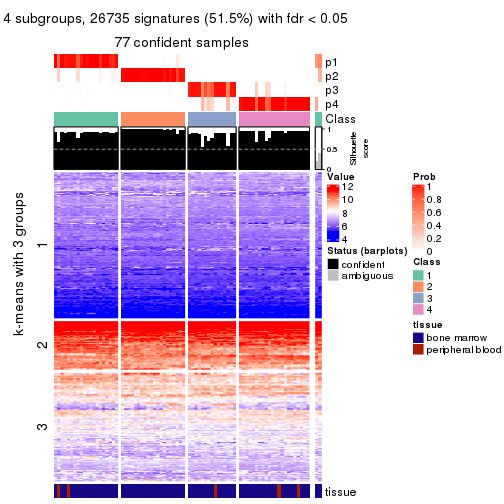 4 subgroups, 26735 signatures (51.5%) with fdr < 0.05
77 confident samples
p1
p2
p3
p4
Class
1
0.5
0
Silhouette
score
k-means with 3 groups
1
2
3
tissue
Value
12
10
8
6
4
Status (barplots)
confident
ambiguous
Prob
1
0.8
0.6
0.4
0.2
0
Class
1
2
3
4
tissue
bone marrow
peripheral blood